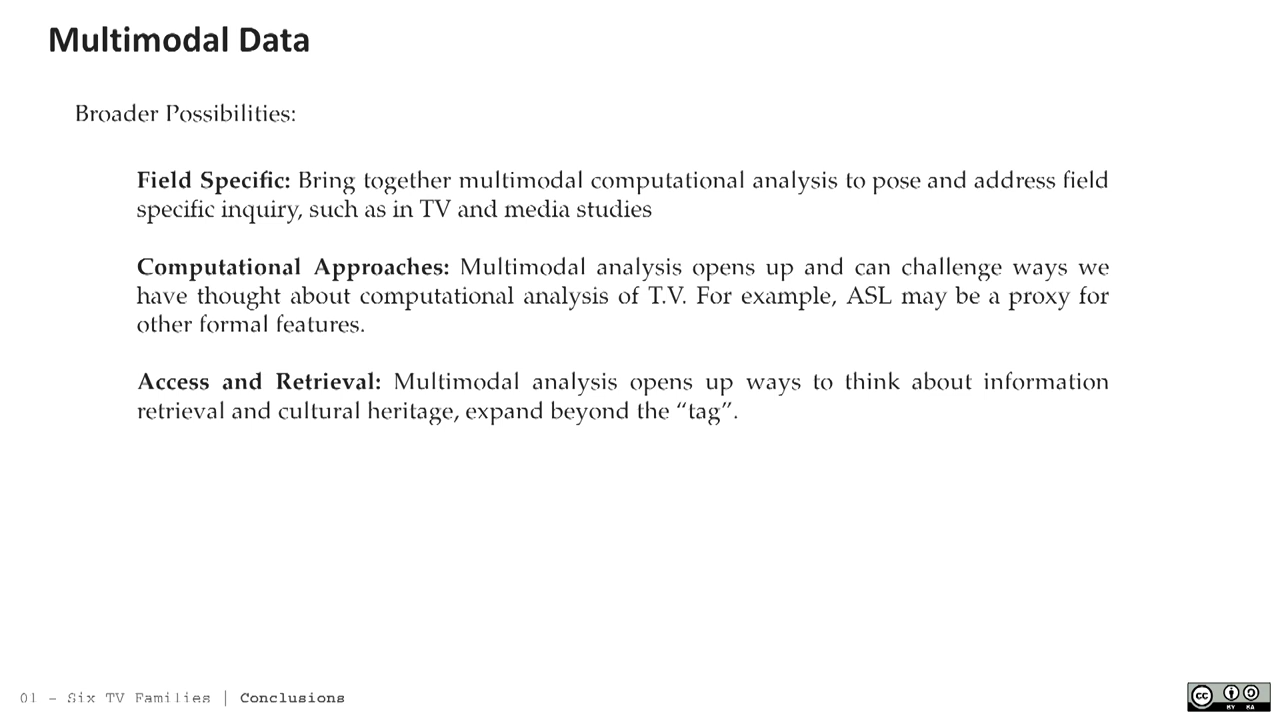 Multimodal Data
Broader Possibilities:
Field Specific: Bring together multimodal computational analysis to pose and address field
specific inquiry, such as in TV and media studies
Computational Approaches: Multimodal analysis opens up and can challenge ways we
have thought about computational analysis of T.V. For example, ASL may be a proxy for
other formal features.
Access and Retrieval: Multimodal analysis opens up ways to think about information
retrieval and cultural heritage, expand beyond the “tag”.
01 – Six TV Families | Conclusions
cc